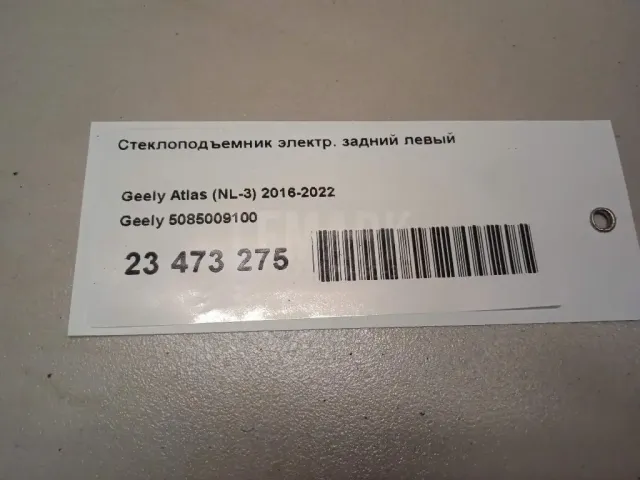 Стеклоподъемник электр. задний левый
Geely Atlas (NL-3) 2016-2022
Geely 5085009100
23 473 275